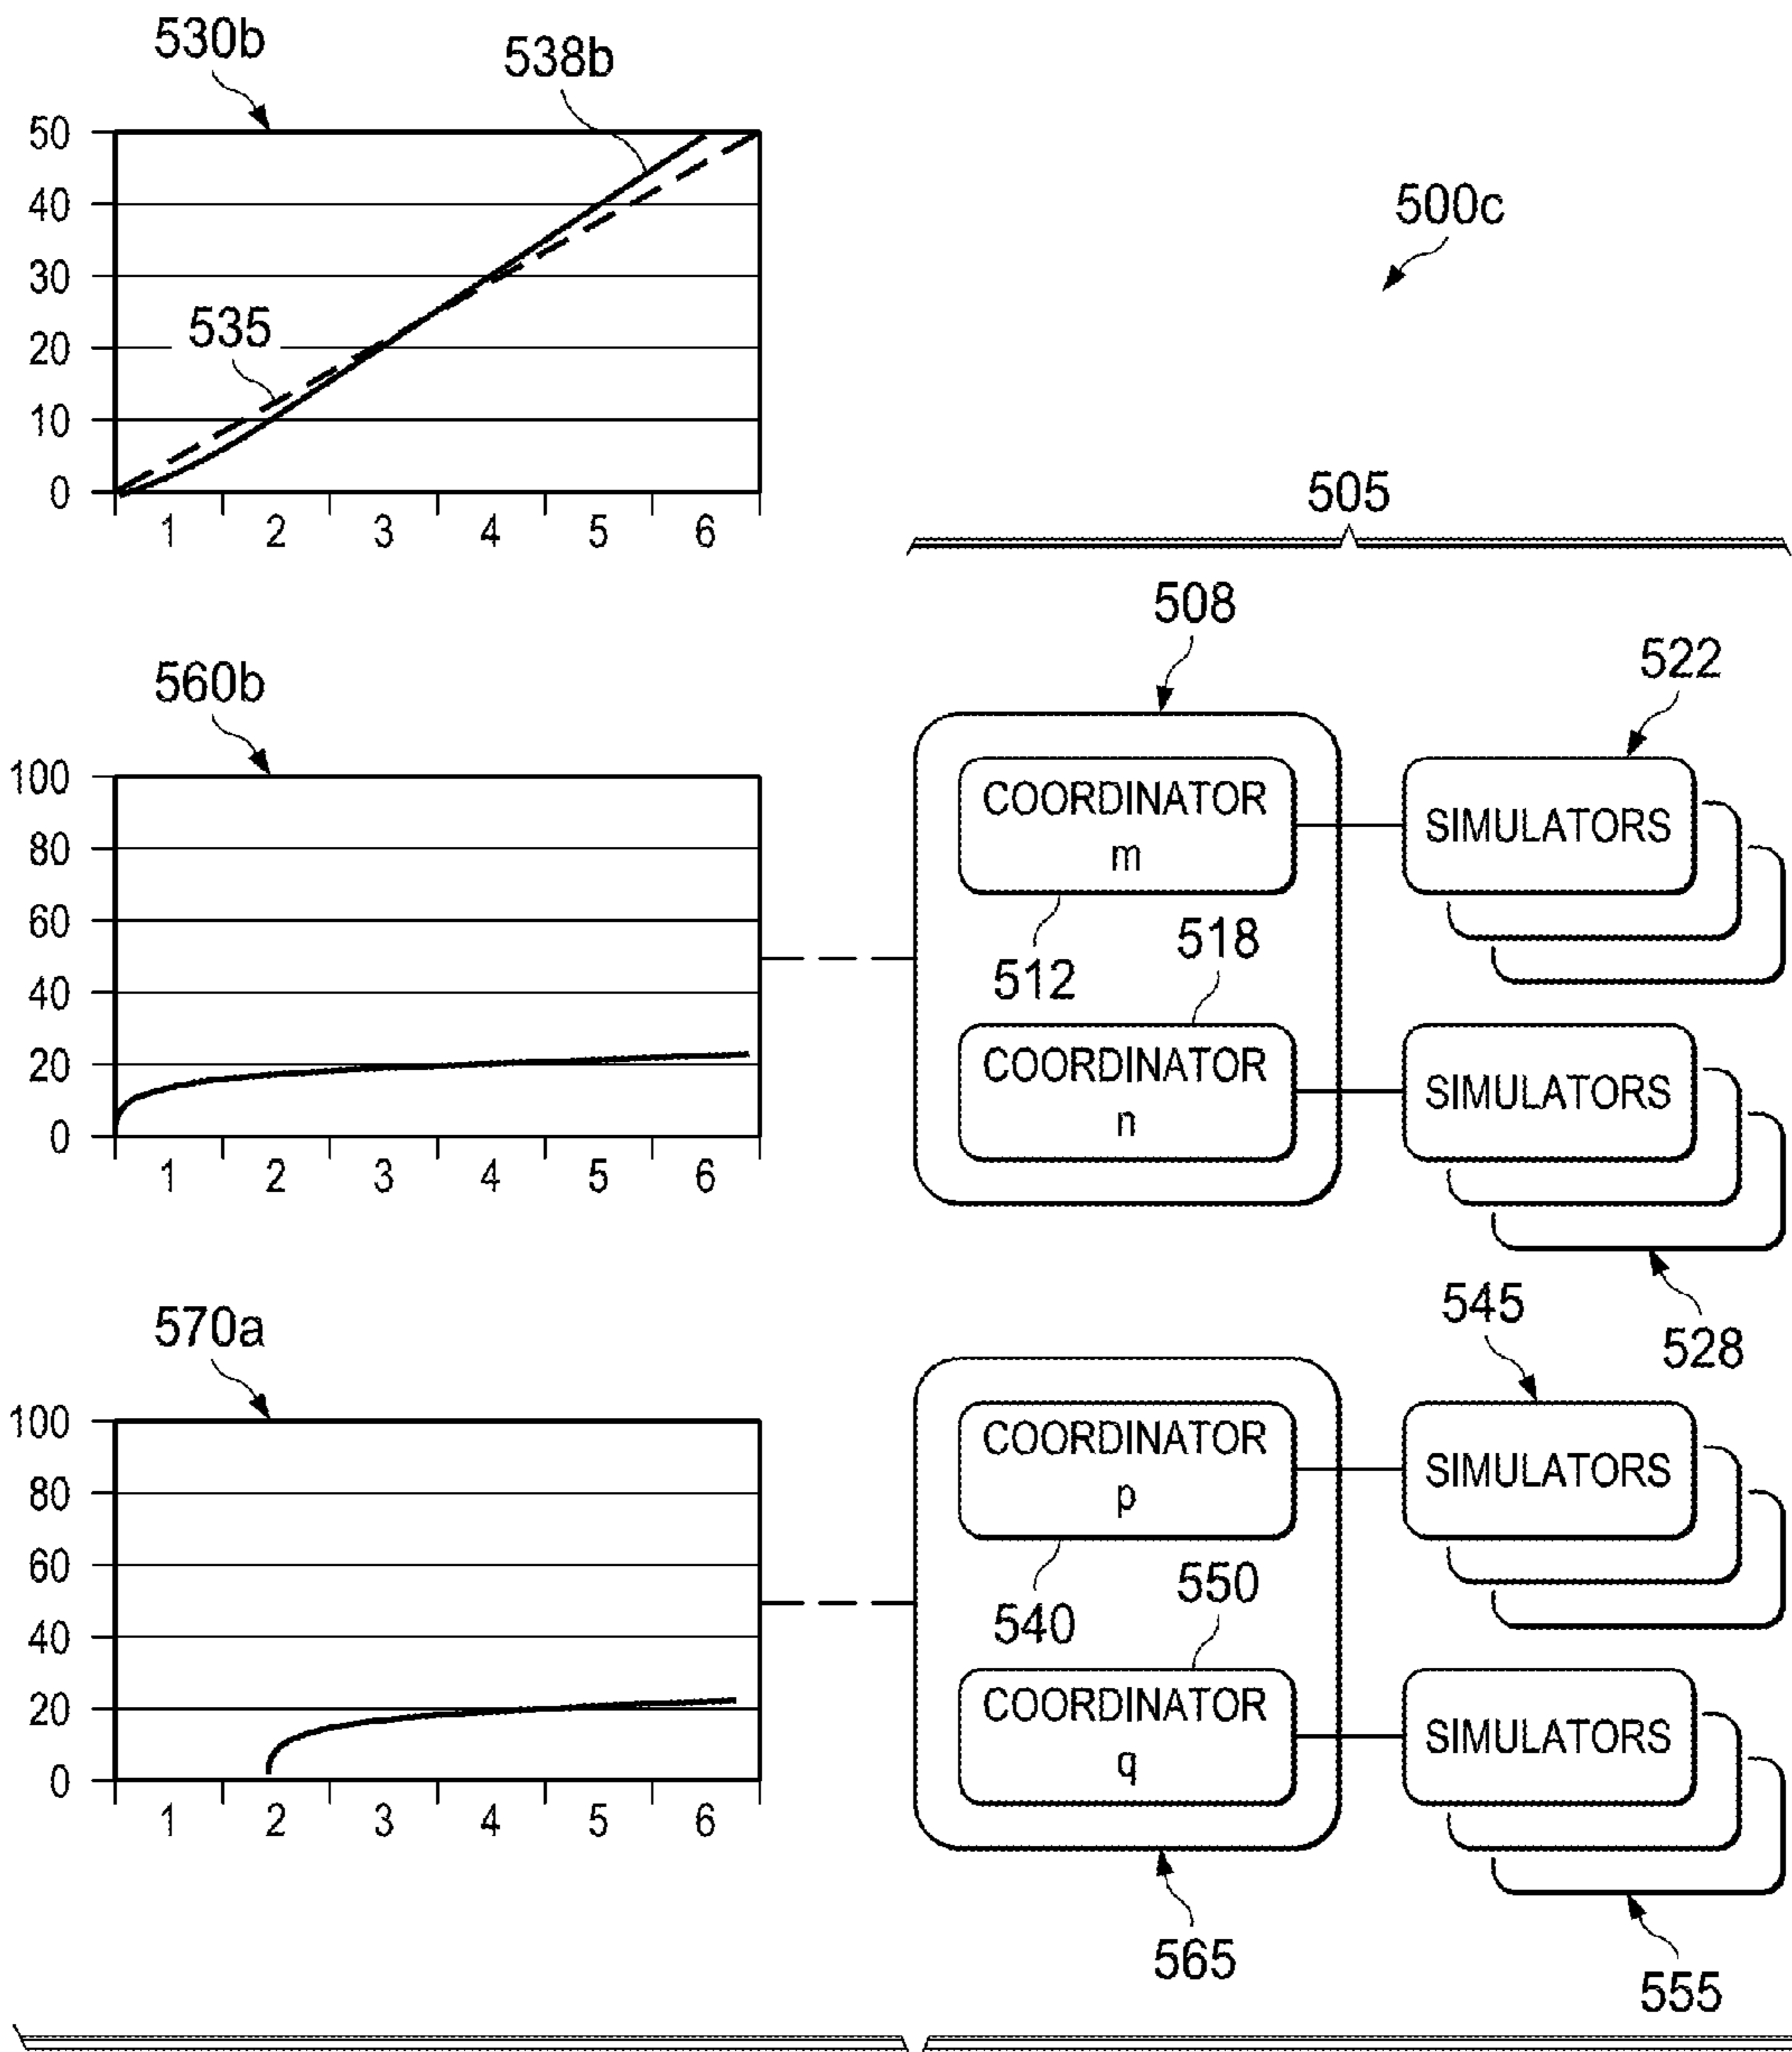 530b
538b
50
40
30
20
10
0
535
1 2 3 4 5 6
500c
505
508
522
560b
100
80
60
40
20
0
1 2 3 4 5 6
COORDINATOR
m
512
518
COORDINATOR
n
SIMULATORS
SIMULATORS
528
570a
100
80
60
40
20
0
1 2 3 4 5 6
545
COORDINATOR
p
540
550
COORDINATOR
q
SIMULATORS
SIMULATORS
565
555